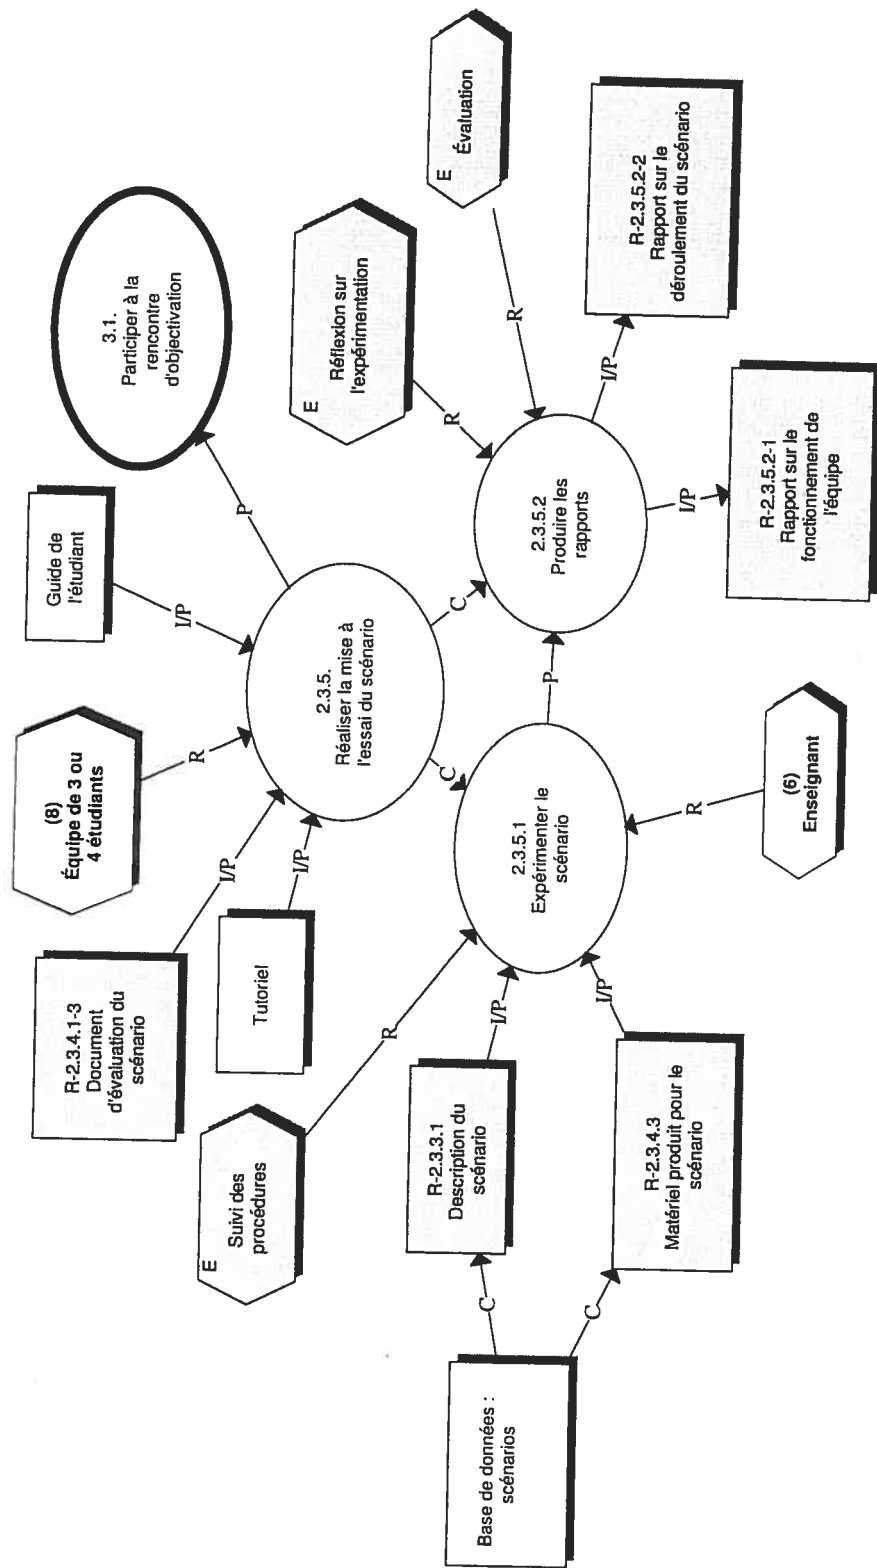 R-2.3.4.1-3
Document
d'évaluation du
scénario
(8)
Équipe de 3 ou
4 étudiants
Guide de
l'étudiant
3.1.
Participer à la
rencontre
d'objectivation
I/P
R
I/P
P
Tutoriel
I/P
2.3.5.
Réaliser la mise à
l'essai du scénario
E
Suivi des
procédures
R
C
C
E
Réflexion sur
l'expérimentation
R
E
Évaluation
R
Base de données :
scénarios
C
C
R-2.3.3.1
Description du
scénario
I/P
R-2.3.4.3
Matériel produit pour le
scénario
I/P
2.3.5.1
Expérimenter le
scénario
P
2.3.5.2
Produire les
rapports
I/P
I/P
R
(6)
Enseignant
R-2.3.5.2-1
Rapport sur le
fonctionnement de
l'équipe
R-2.3.5.2-2
Rapport sur le
déroulement du scénario